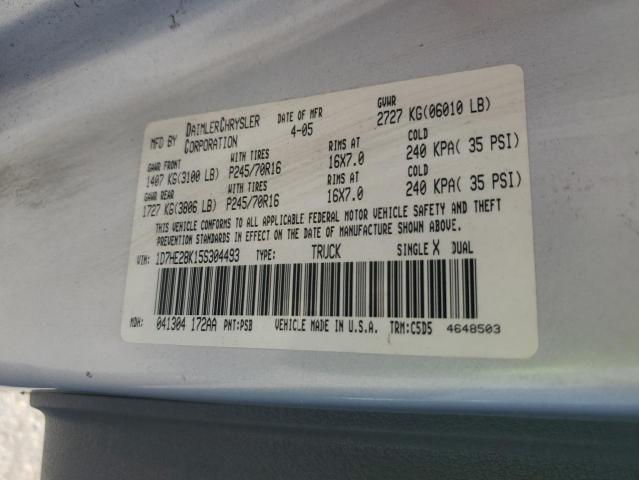 MFD BY DAIMLERCHRYSLER CORPORATION DATE OF MFR 4-05 GVWR 2727 KG(06010 LB)
GAWR FRONT WITH TIRES RIMS AT COLD
1407 KG(3100 LB) P245/70R16 16X7.0 240 KPA( 35 PSI)
GAWR REAR WITH TIRES RIMS AT COLD
1727 KG(3806 LB) P245/70R16 16X7.0 240 KPA( 35 PSI)
THIS VEHICLE CONFORMS TO ALL APPLICABLE FEDERAL MOTOR VEHICLE SAFETY AND THEFT
PREVENTION STANDARDS IN EFFECT ON THE DATE OF MANUFACTURE SHOWN ABOVE.
VIN: 1D7HE28K15S304493 TYPE: TRUCK SINGLE X DUAL
MDH: 041304 172AA PNT:PSB VEHICLE MADE IN U.S.A. TRM:C5D5 4648503